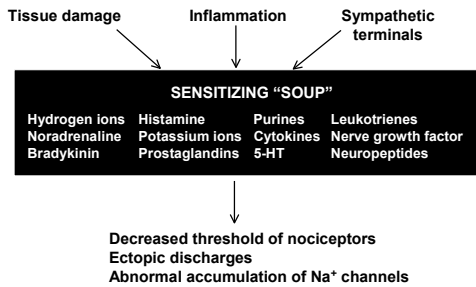 Tissue damage Inflammation Sympathetic
terminals
SENSITIZING “SOUP”
Hydrogen ions Histamine Purines Leukotrienes
Noradrenaline Potassium ions Cytokines Nerve growth factor
Bradykinin Prostaglandins 5-HT Neuropeptides
Decreased threshold of nociceptors
Ectopic discharges
Abnormal accumulation of Na⁺ channels